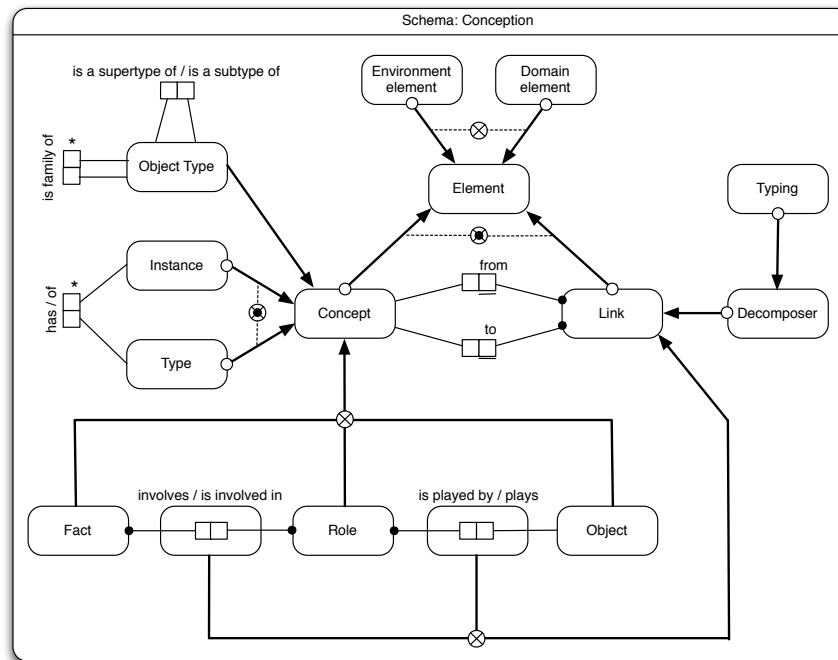 Schema: Conception
is a supertype of / is a subtype of
Environment
element
Domain
element
*
is family of
Object Type
Element
Typing
*
has / of
Instance
from
Concept
Link
Decomposer
to
Type
involves / is involved in
is played by / plays
Fact
Role
Object